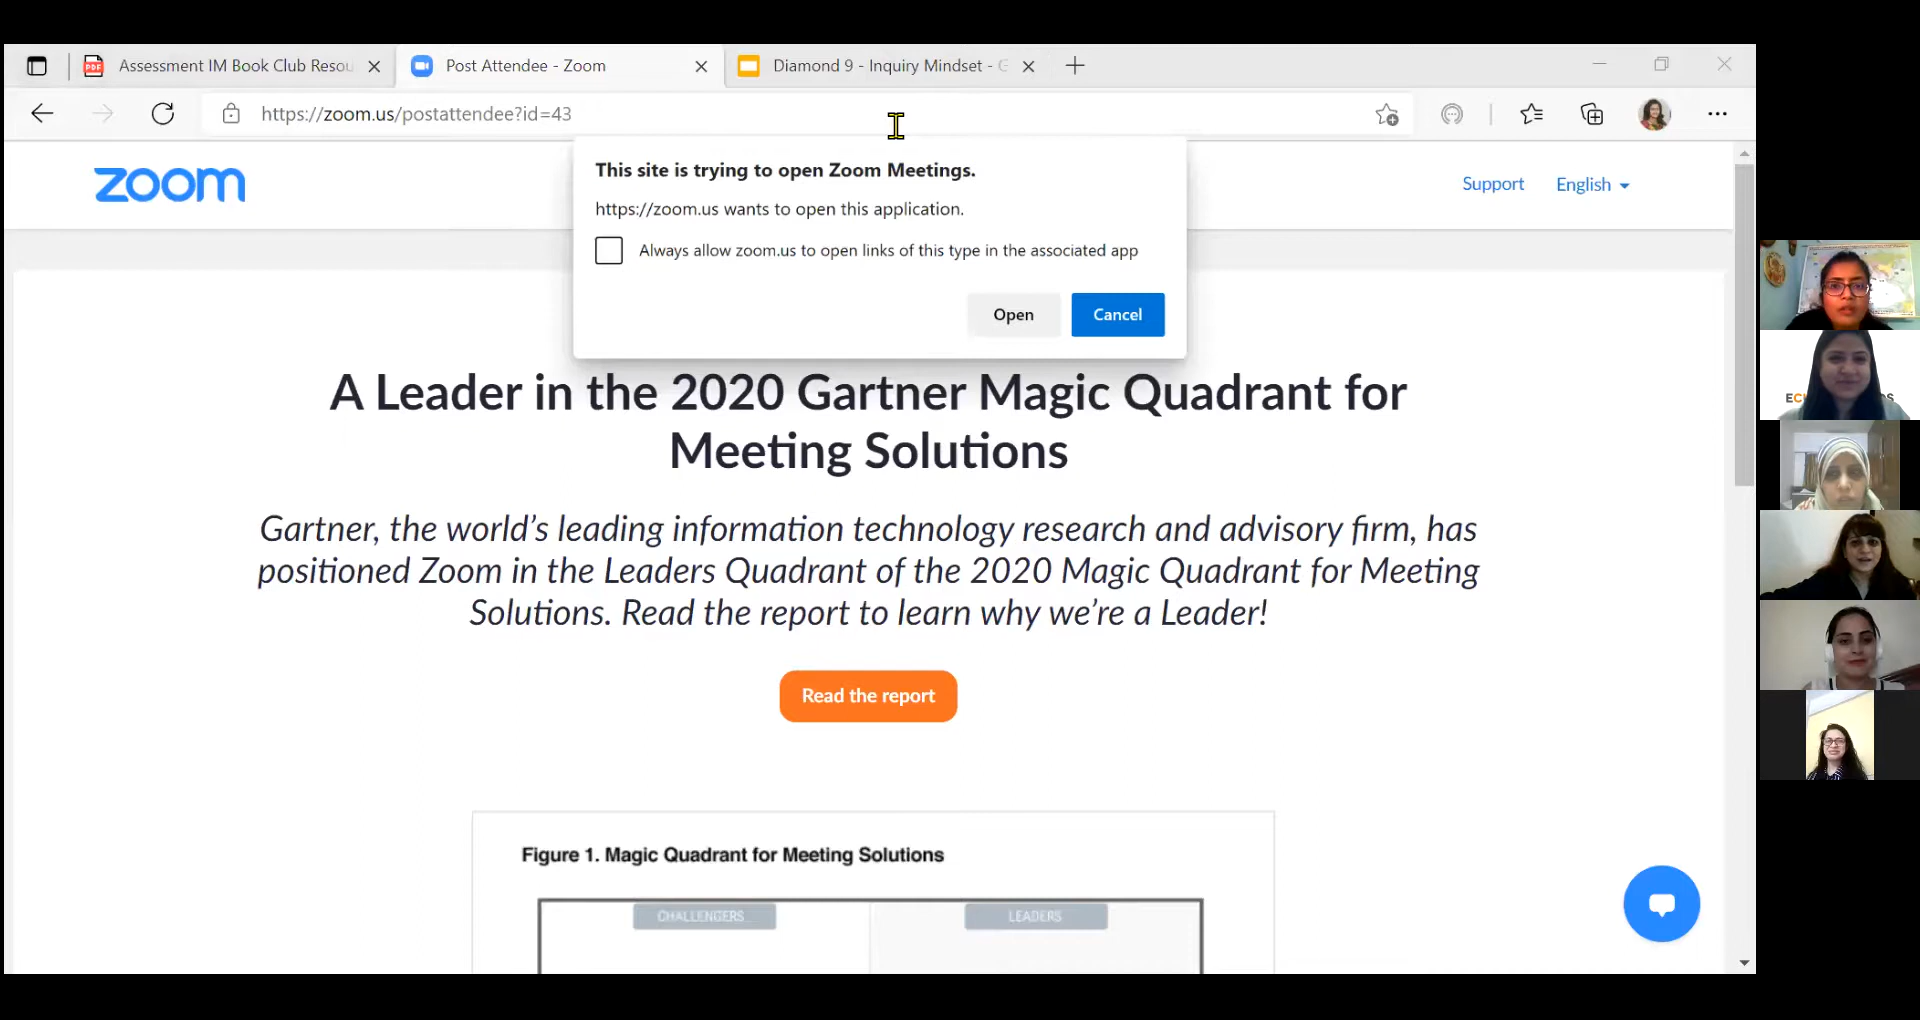 Assessment IM Book Club Resou
Post Attendee - Zoom
Diamond 9 - Inquiry Mindset - G
https://zoom.us/postattendee?id=43
This site is trying to open Zoom Meetings.
https://zoom.us wants to open this application.
Always allow zoom.us to open links of this type in the associated app
Open
Cancel
zoom
Support
English
A Leader in the 2020 Gartner Magic Quadrant for
Meeting Solutions
Gartner, the world’s leading information technology research and advisory firm, has
positioned Zoom in the Leaders Quadrant of the 2020 Magic Quadrant for Meeting
Solutions. Read the report to learn why we’re a Leader!
Read the report
Figure 1. Magic Quadrant for Meeting Solutions
CHALLENGERS
LEADERS